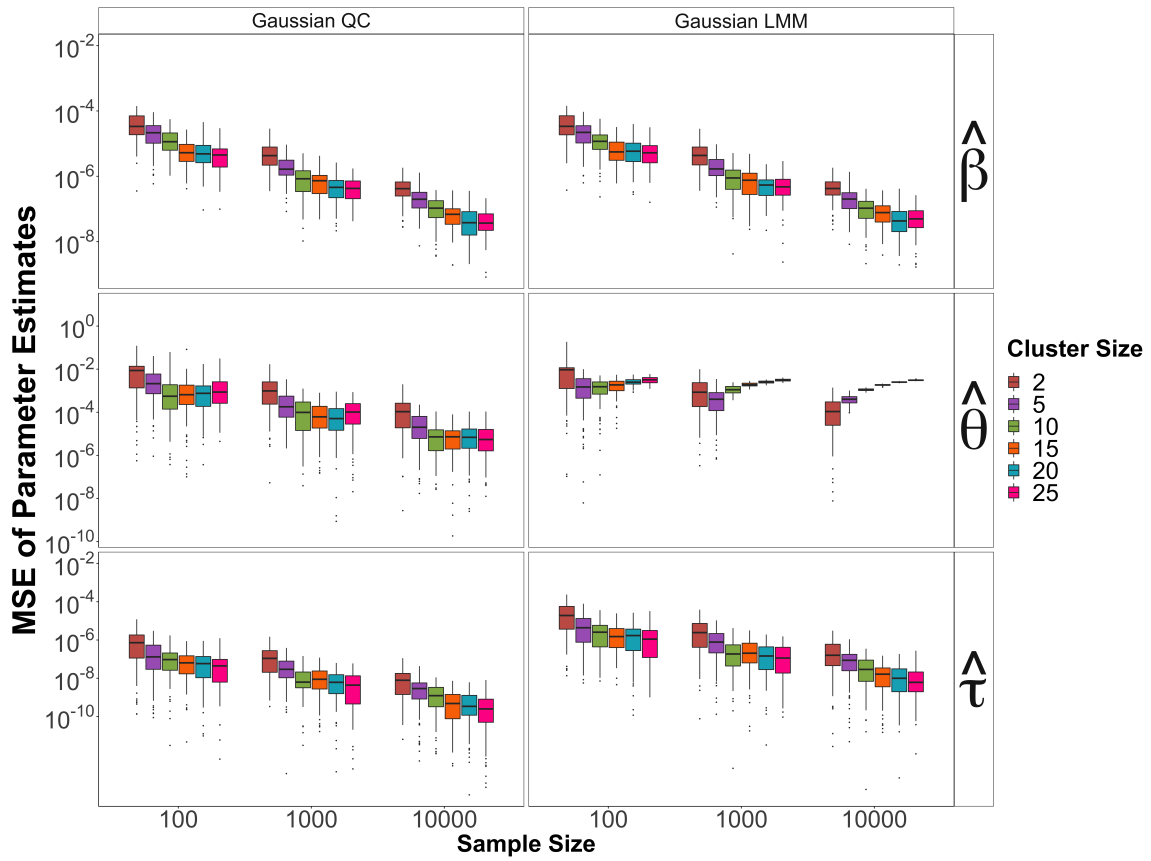 Gaussian QC
Gaussian LMM
MSE of Parameter Estimates
10⁻²
10⁻⁴
10⁻⁶
10⁻⁸
β̂
10⁰
10⁻²
10⁻⁴
10⁻⁶
10⁻⁸
10⁻¹⁰
θ̂
10⁻²
10⁻⁴
10⁻⁶
10⁻⁸
10⁻¹⁰
τ̂
100 1000 10000
100 1000 10000
Sample Size
Cluster Size
2
5
10
15
20
25